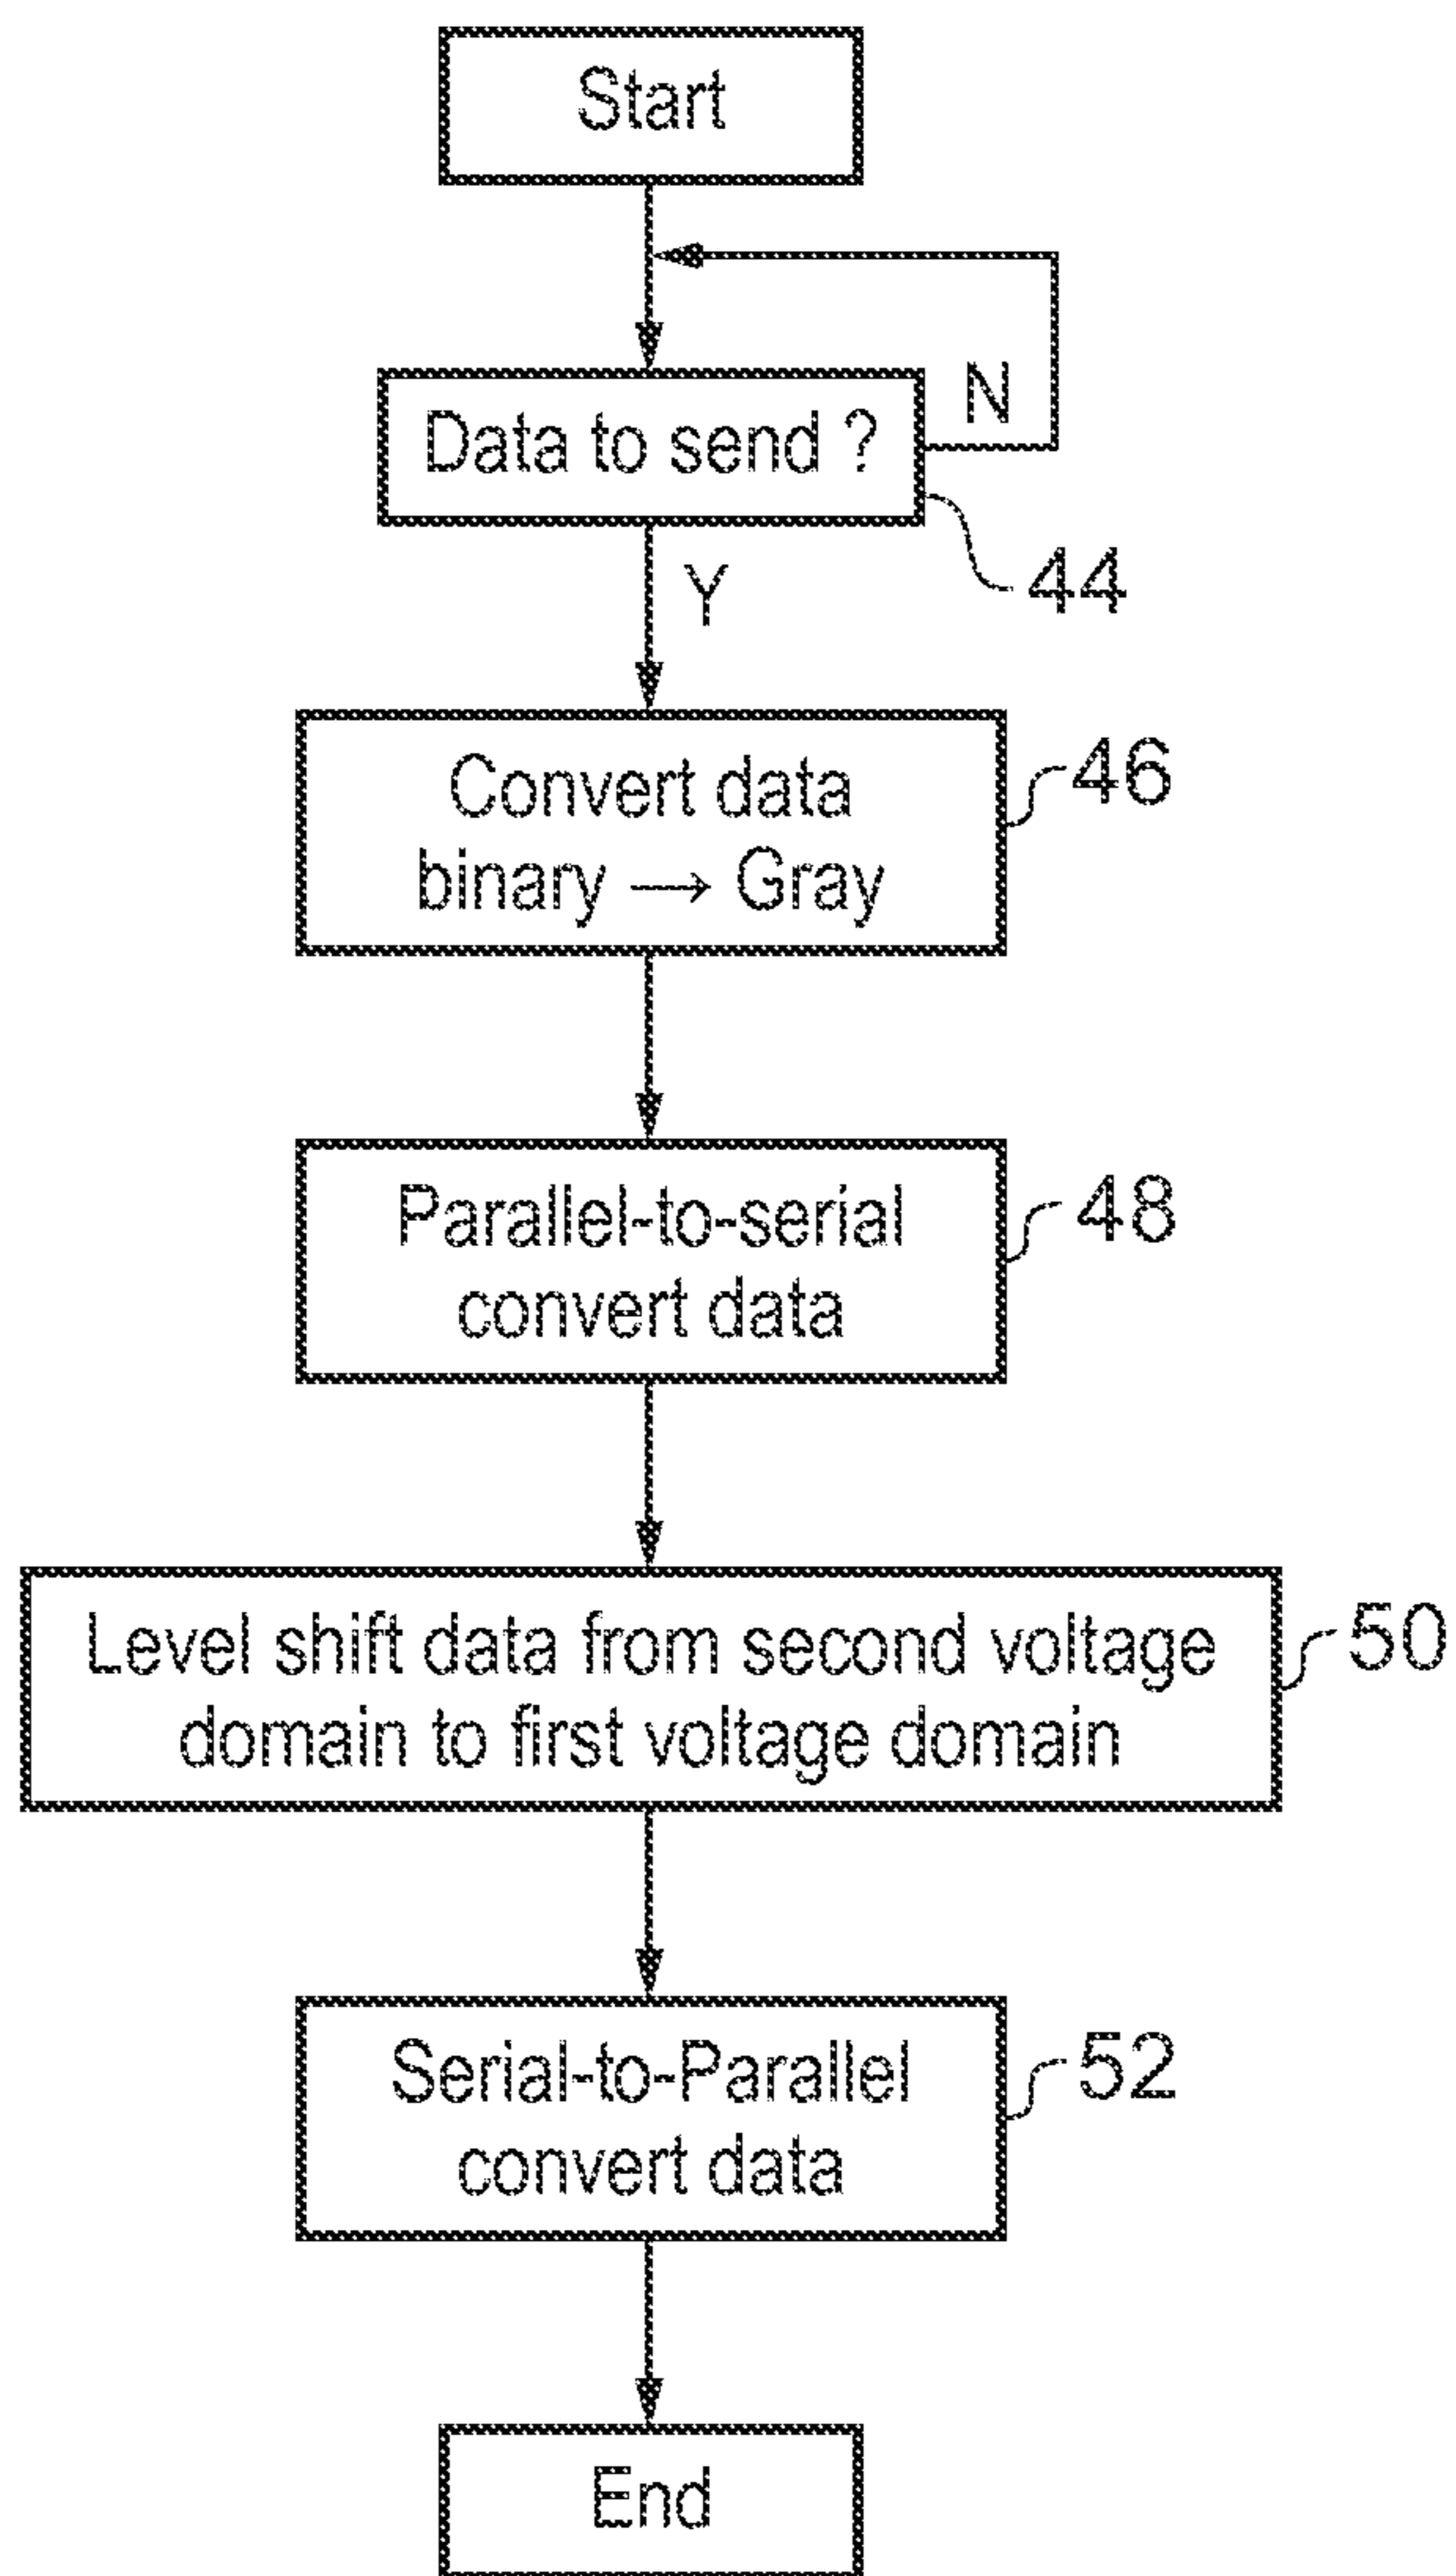 Start
Data to send ?
N
44
Y
Convert data
binary → Gray
46
Parallel-to-serial
convert data
48
Level shift data from second voltage
domain to first voltage domain
50
Serial-to-Parallel
convert data
52
End